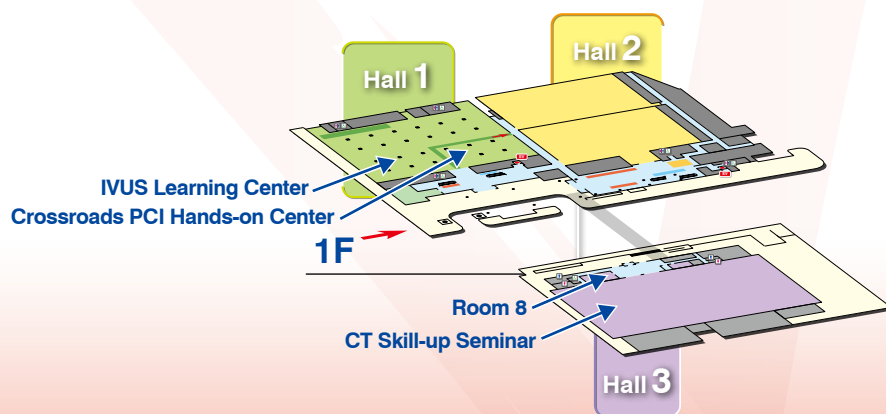 Hall 1
Hall 2
IVUS Learning Center
Crossroads PCI Hands-on Center
1F
Room 8
CT Skill-up Seminar
Hall 3